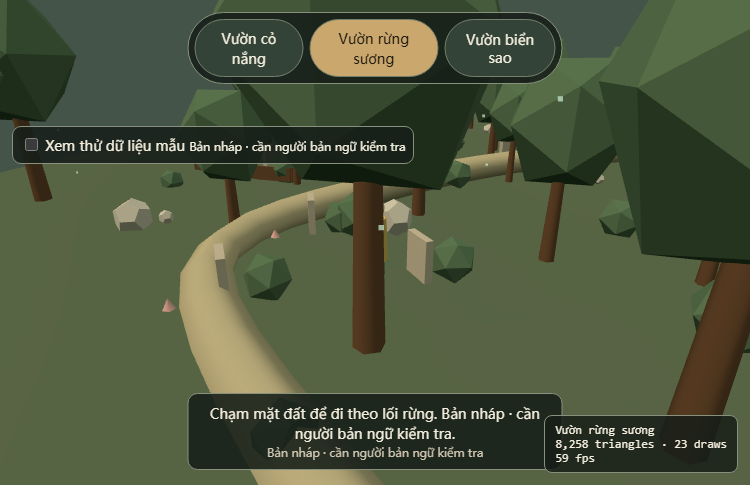 Vườn cỏ
nắng
Vườn rừng
sương
Vườn biển
sao
Xem thử dữ liệu mẫu Bản nháp · cần người bản ngữ kiểm tra
Chạm mặt đất để đi theo lối rừng. Bản nháp · cần
người bản ngữ kiểm tra.
Bản nháp · cần người bản ngữ kiểm tra
Vườn rừng sương
8,258 triangles · 23 draws
59 fps